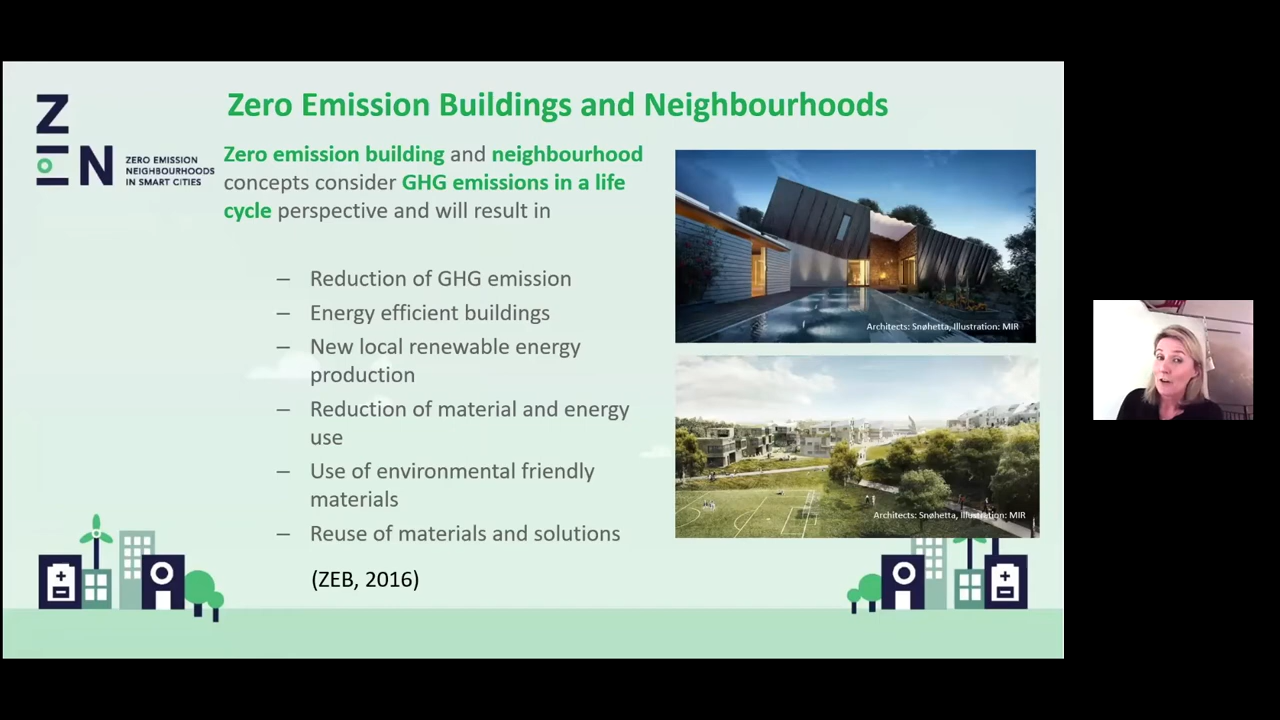 Zero Emission Buildings and Neighbourhoods
Z
EN
ZERO EMISSION
NEIGHBOURHOODS
IN SMART CITIES
Zero emission building and neighbourhood
concepts consider GHG emissions in a life
cycle perspective and will result in
– Reduction of GHG emission
– Energy efficient buildings
– New local renewable energy
production
– Reduction of material and energy
use
– Use of environmental friendly
materials
– Reuse of materials and solutions
(ZEB, 2016)
Architects: Snøhetta, Illustration: MIR
Architects: Snøhetta, Illustration: MIR